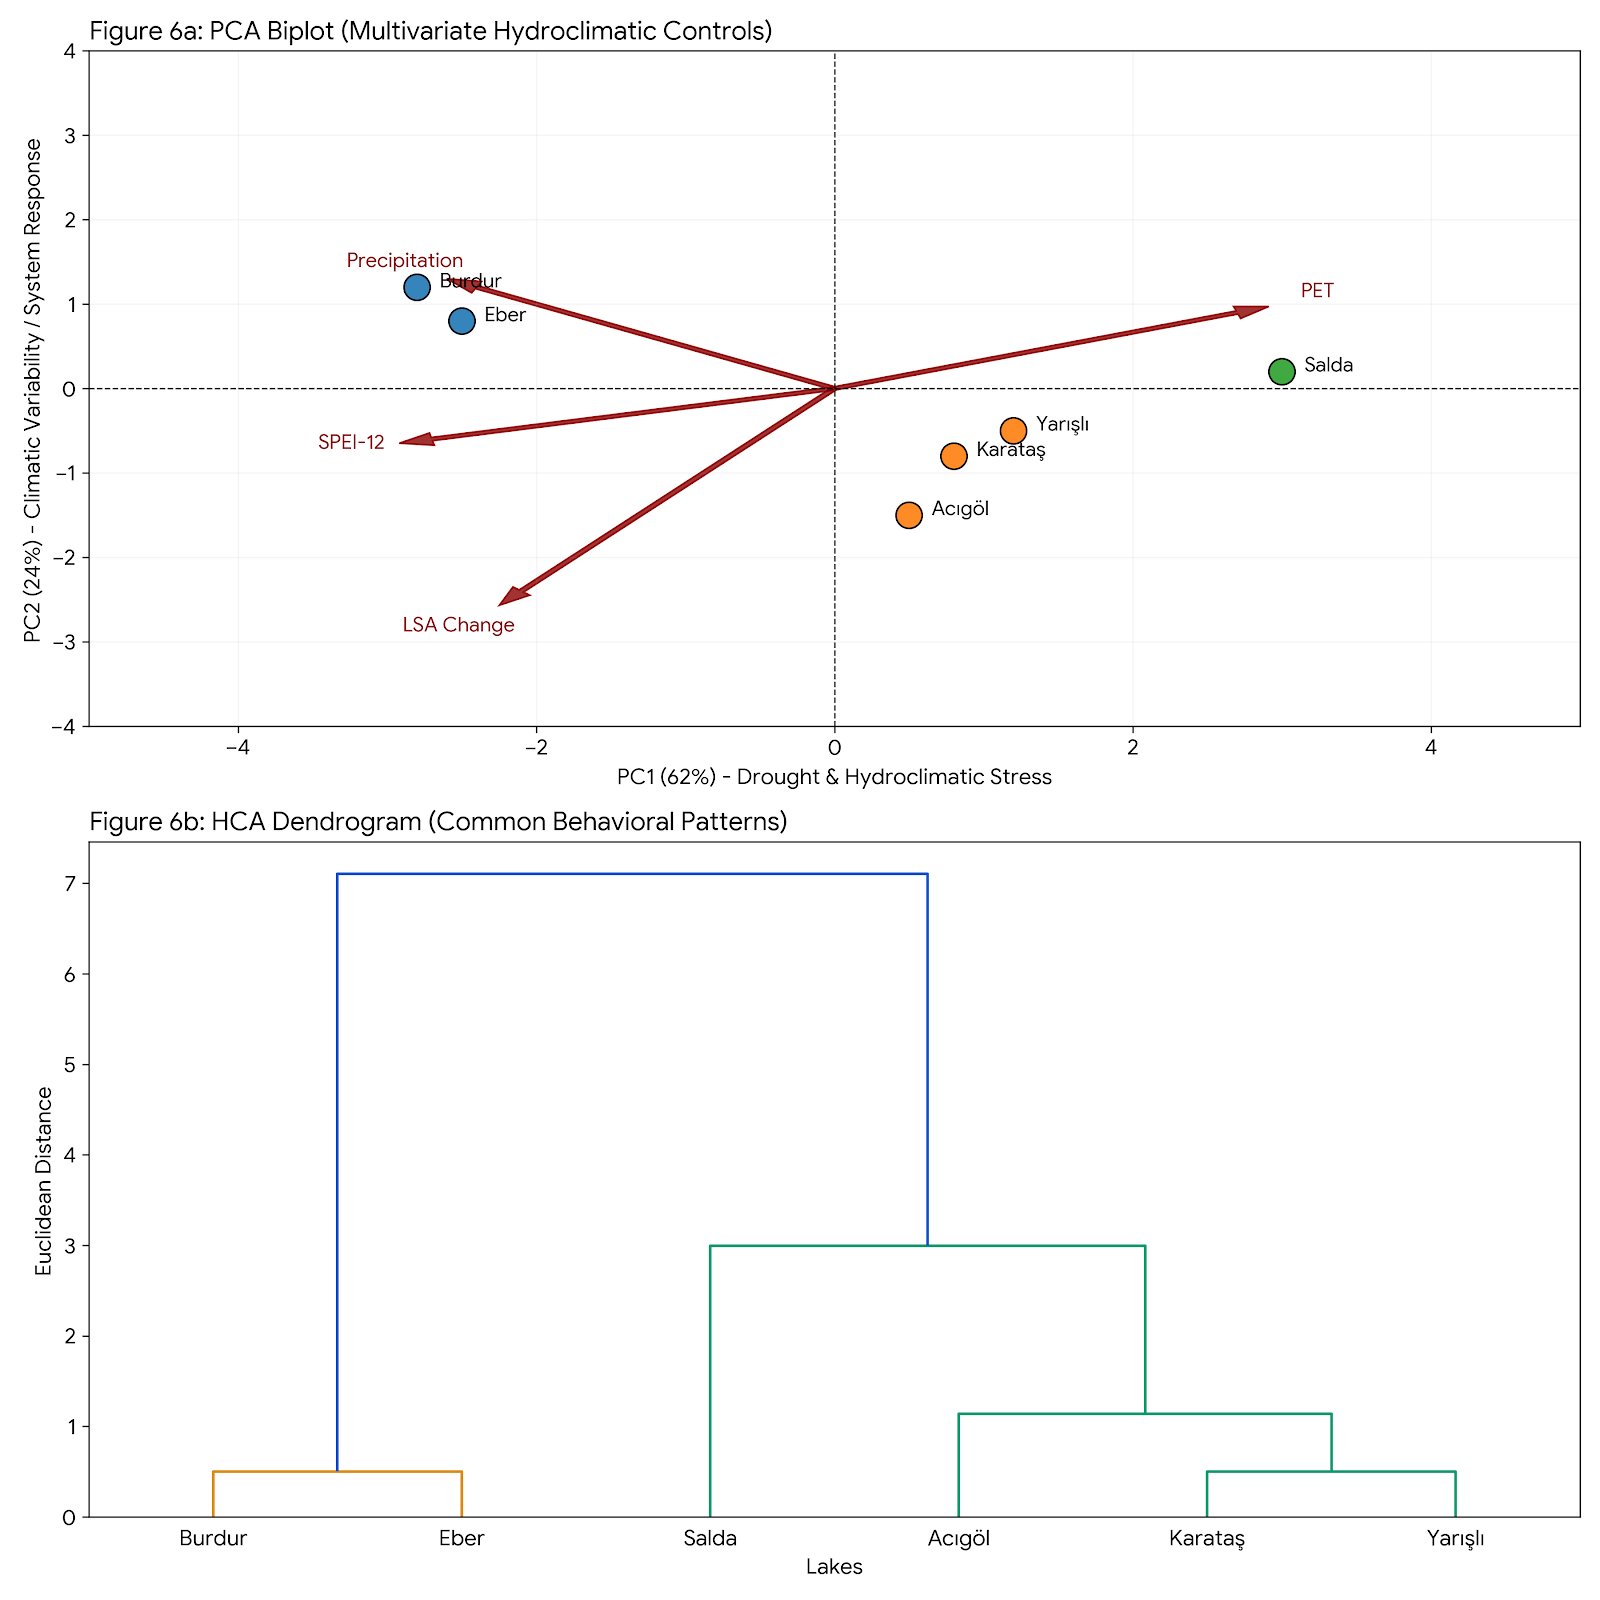 Figure 6a: PCA Biplot (Multivariate Hydroclimatic Controls)
PC2 (24%) - Climatic Variability / System Response
4
3
2
1
0
−1
−2
−3
−4
Precipitation
Burdur
Eber
PET
Salda
SPEI-12
Yarışlı
Karataş
Acıgöl
LSA Change
−4
−2
0
2
4
PC1 (62%) - Drought & Hydroclimatic Stress
Figure 6b: HCA Dendrogram (Common Behavioral Patterns)
Euclidean Distance
7
6
5
4
3
2
1
0
Burdur
Eber
Salda
Acıgöl
Karataş
Yarışlı
Lakes